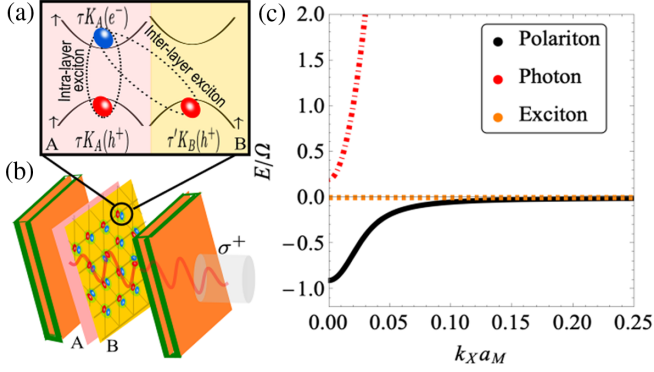 (a)
τK_A(e⁻)
Intra-layer
exciton
Inter-layer exciton
↑
↑
↑
A
τK_A(h⁺)
τ'K_B(h⁺)
B
(b)
σ⁺
A
B
(c)
E/Ω
2.0
1.5
1.0
0.5
0.0
−0.5
−1.0
Polariton
Photon
Exciton
0.00
0.05
0.10
0.15
0.20
0.25
k_X a_M